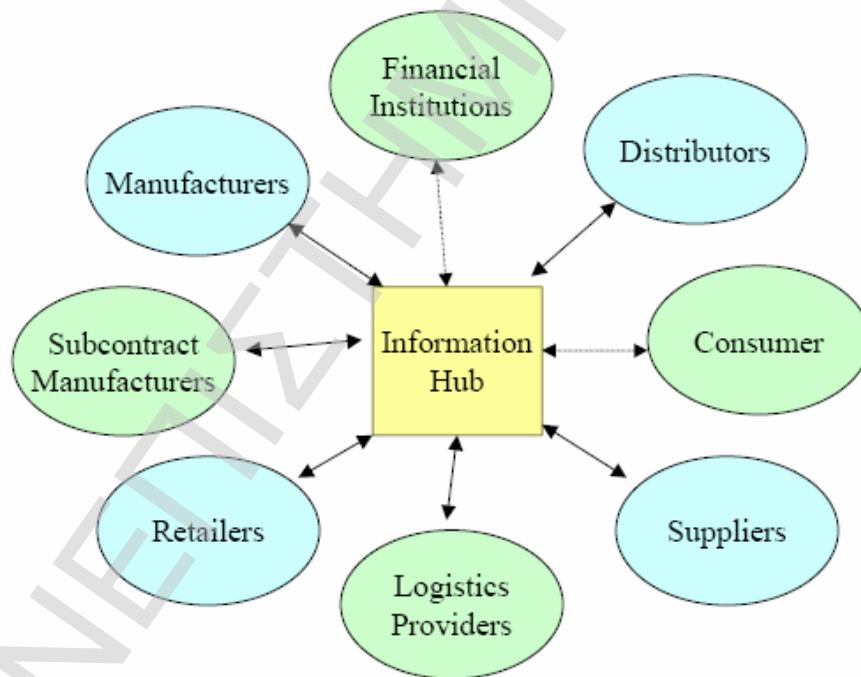 Financial
Institutions
Distributors
Manufacturers
Information
Hub
Consumer
Subcontract
Manufacturers
Retailers
Suppliers
Logistics
Providers